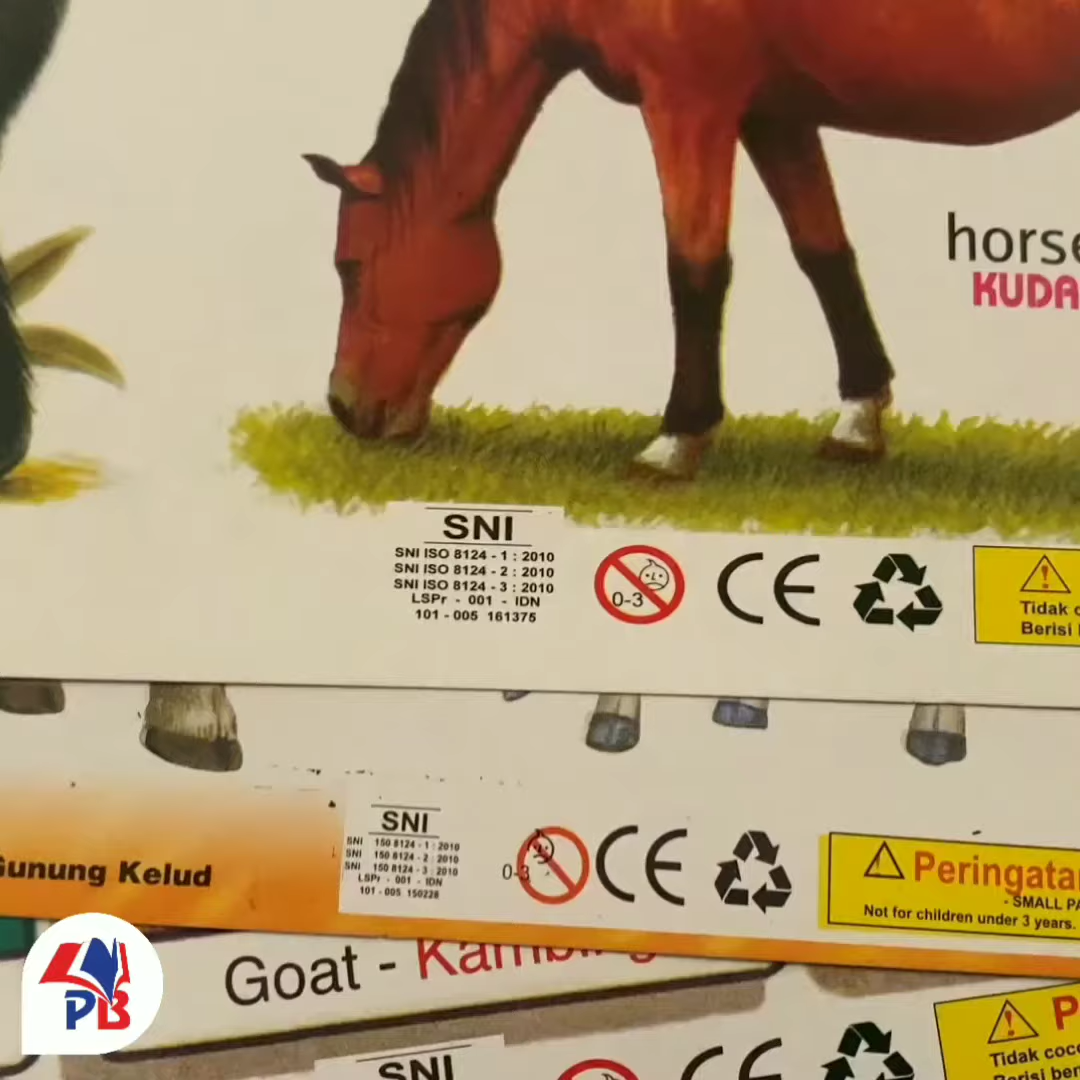 horse
KUDA
SNI
SNI ISO 8124 - 1 : 2010
SNI ISO 8124 - 2 : 2010
SNI ISO 8124 - 3 : 2010
LSPr - 001 - IDN
101 - 005 161375
0-3
CE
Tidak
Berisi
Gunung Kelud
SNI
SNI 150 8124 - 1 : 2010
SNI 150 8124 - 2 : 2010
SNI 150 8124 - 3 : 2010
LSPr - 001 - IDN
101 - 005 150228
0-3
CE
Peringata
- SMALL PA
Not for children under 3 years.
Goat - Kambing
PB
SNI
CE
P
Tidak coc
Berisi ber